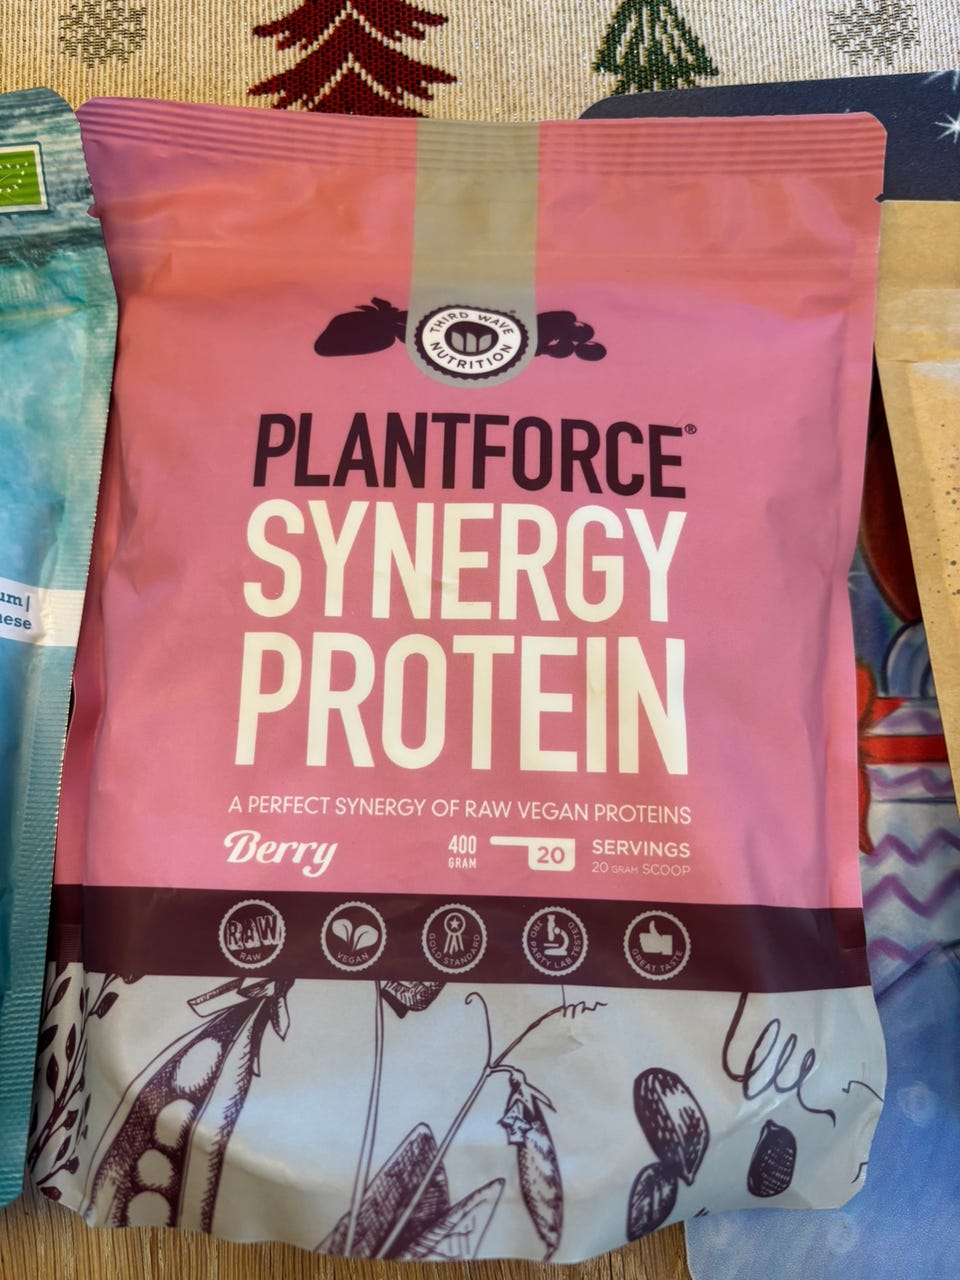 THIRD WAVE
NUTRITION
PLANTFORCE®
SYNERGY
PROTEIN
A PERFECT SYNERGY OF RAW VEGAN PROTEINS
Berry
400
GRAM
20
SERVINGS
20 GRAM SCOOP
RAW
RAW
VEGAN
GOLD STANDARD
3RD PARTY LAB TESTED
GREAT TASTE
um |
nese